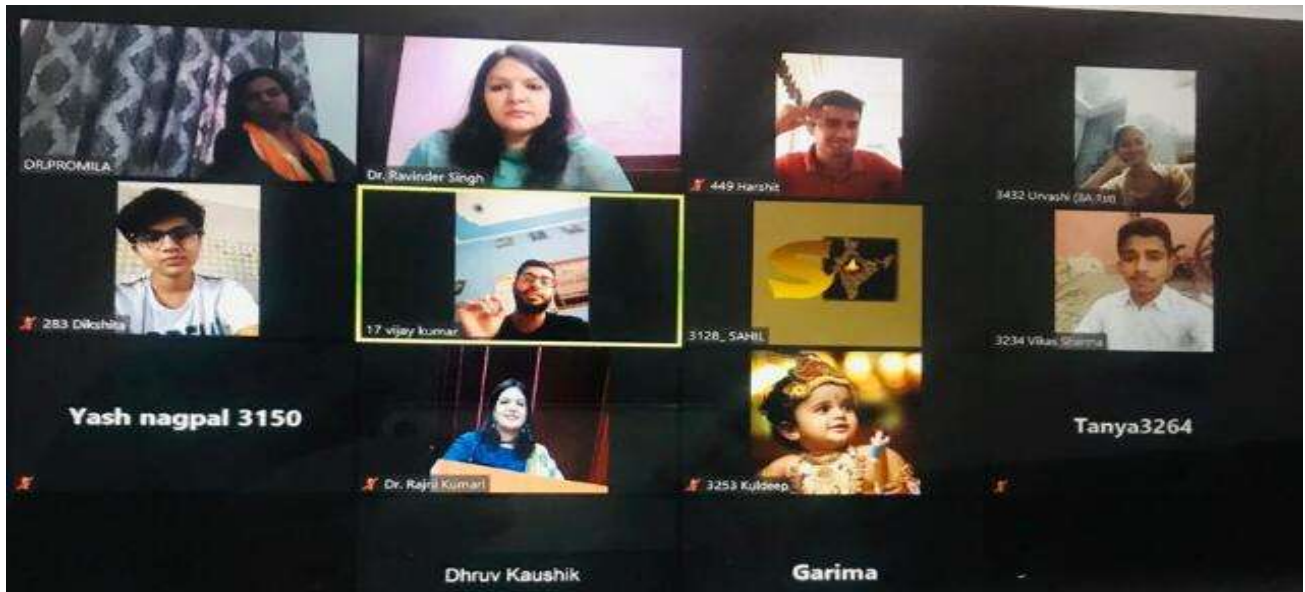 DR.PROMILA
Dr. Ravinder Singh
449 Harshit
3432 Urvashi
283 Dikshita
17 vijay kumar
3128_ SAHIL
3234 Vikas Sharma
Yash nagpal 3150
Dr. Rajni Kumari
3253 Kuldeep
Tanya3264
Dhruv Kaushik
Garima